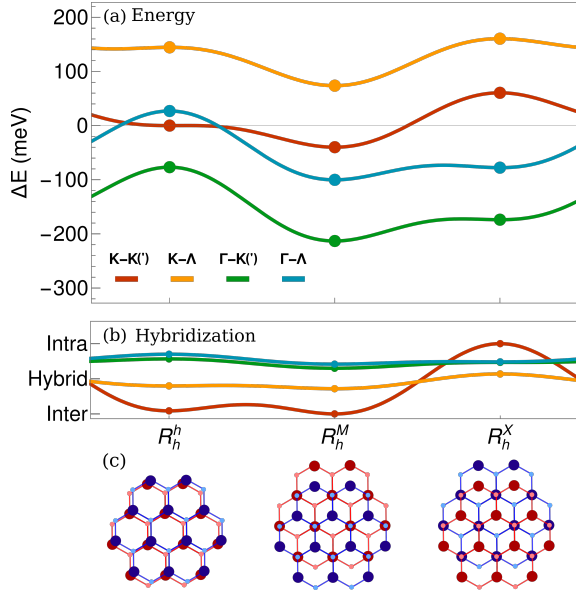 (a) Energy
200
100
0
−100
−200
−300
ΔE (meV)
K−K(') K−Λ Γ−K(') Γ−Λ
(b) Hybridization
Intra
Hybrid
Inter
R_h^h R_h^M R_h^X
(c)